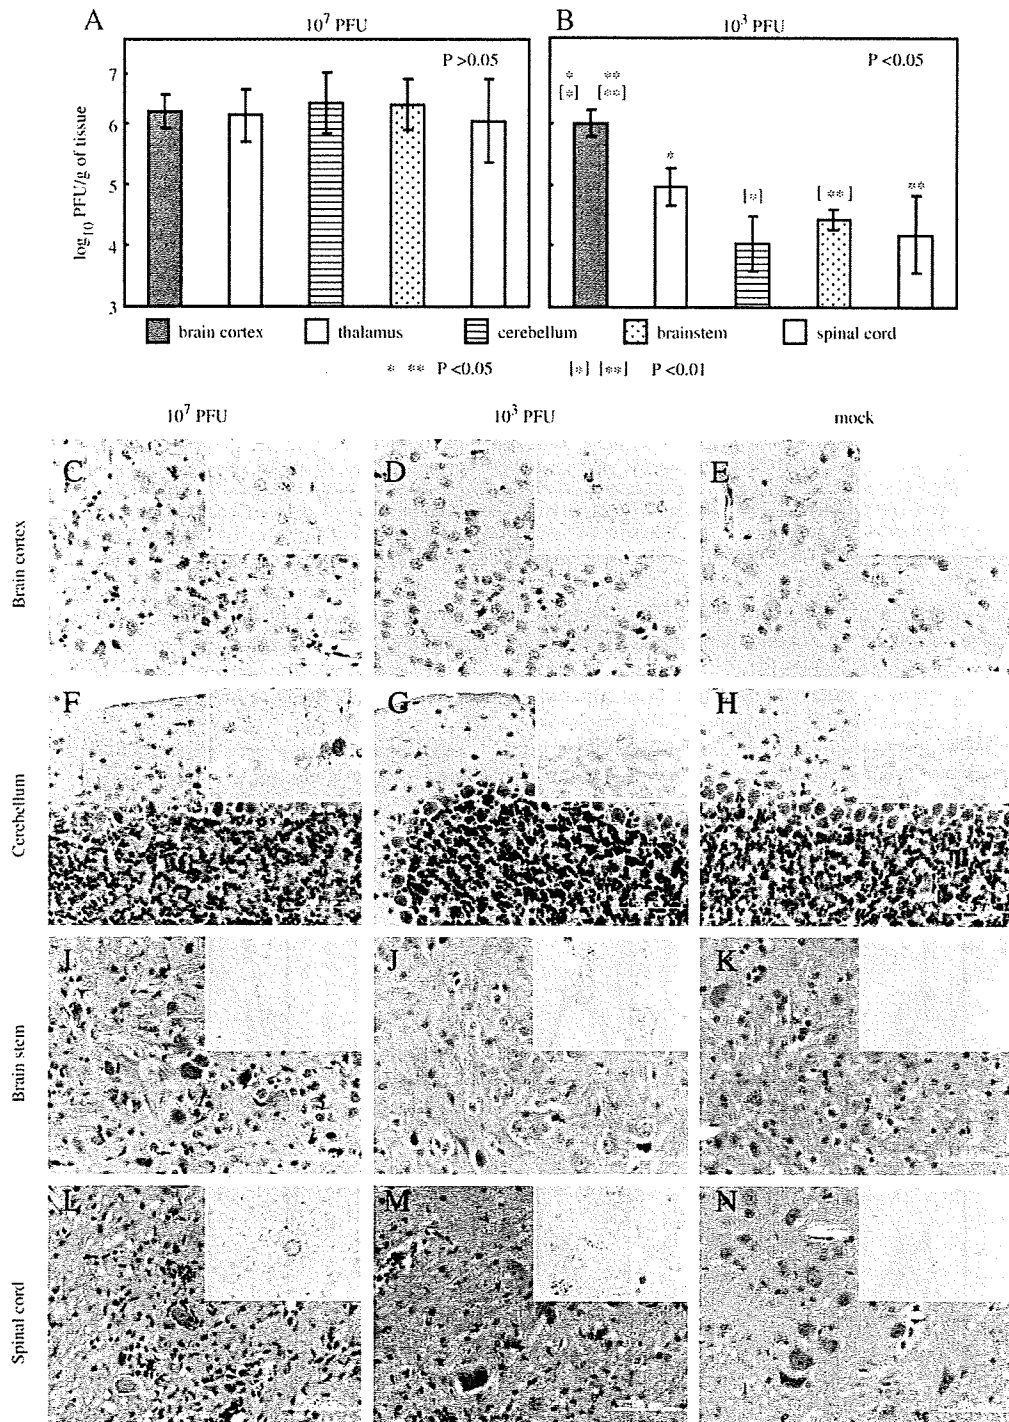 A 10⁷ PFU B 10³ PFU
P >0.05 P <0.05
7
6
5
4
3
log₁₀ PFU/g of tissue
* **
[*] [**]
* [*] [**] **
brain cortex thalamus cerebellum brainstem spinal cord
* ** P <0.05 [*] [**] P <0.01
10⁷ PFU 10³ PFU mock
Brain cortex
C D E
Cerebellum
F G H
Brain stem
I J K
Spinal cord
L M N